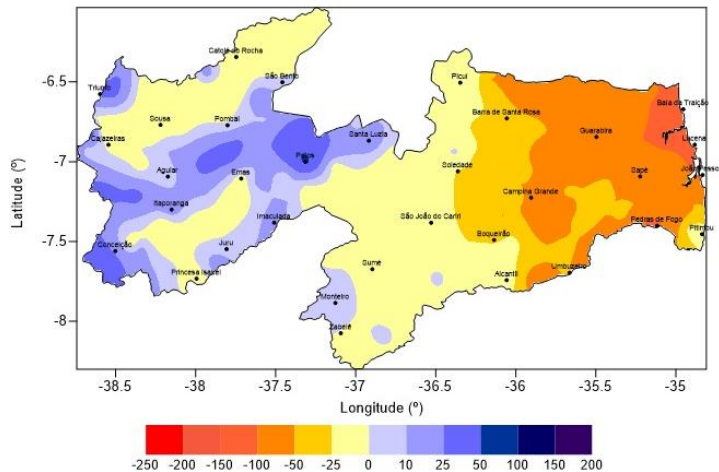 Catolé do Rocha
-6.5
Picuí
São Bento
Triunfo
Baía da Traição
Barra de Santa Rosa
Sousa
Pombal
Santa Luzia
Guarabira
Cajazeiras
Lucena
Patos
-7
Soledade
João Pessoa
Aguiar
Emas
Sapé
Latitude (º)
Campina Grande
Itaporanga
Imaculada
São João do Cariri
Pedras de Fogo
Pitimbu
-7.5
Conceição
Juru
Boqueirão
Sumé
Umbuzeiro
Princesa Isabel
Alcantil
Monteiro
-8
Zabelê
-38.5 -38 -37.5 -37 -36.5 -36 -35.5 -35
Longitude (º)
-250 -200 -150 -100 -50 -25 0 10 25 50 100 150 200